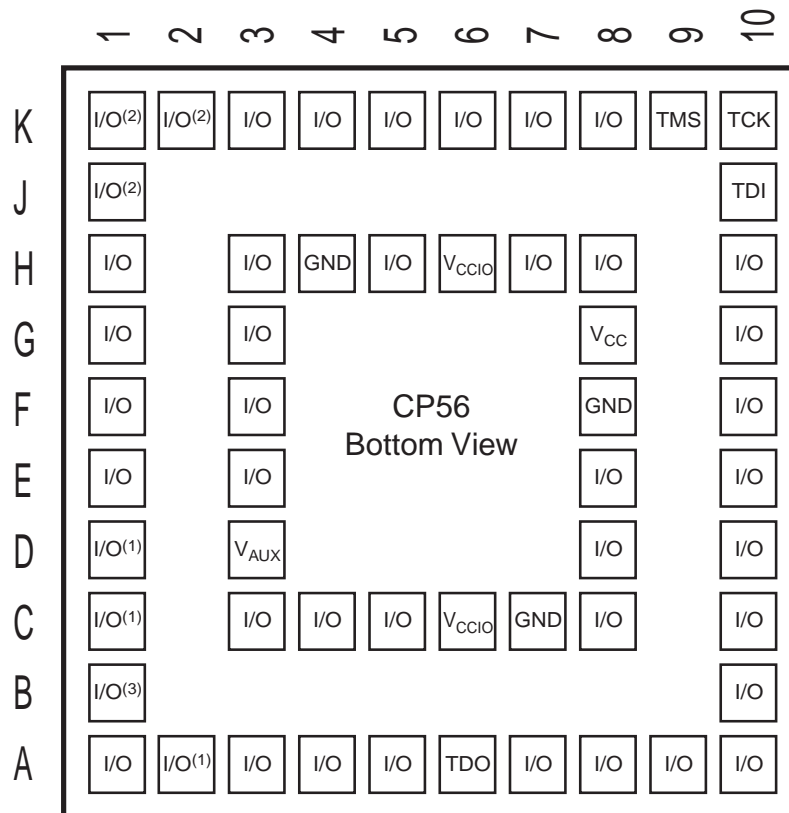 1 2 3 4 5 6 7 8 9 10
K I/O(2) I/O(2) I/O I/O I/O I/O I/O I/O TMS TCK
J I/O(2) TDI
H I/O I/O GND I/O VCCIO I/O I/O I/O
G I/O I/O VCC I/O
F I/O I/O CP56 GND I/O
E I/O I/O Bottom View I/O I/O
D I/O(1) VAUX I/O I/O
C I/O(1) I/O I/O I/O VCCIO GND I/O I/O
B I/O(3) I/O
A I/O I/O(1) I/O I/O I/O TDO I/O I/O I/O I/O